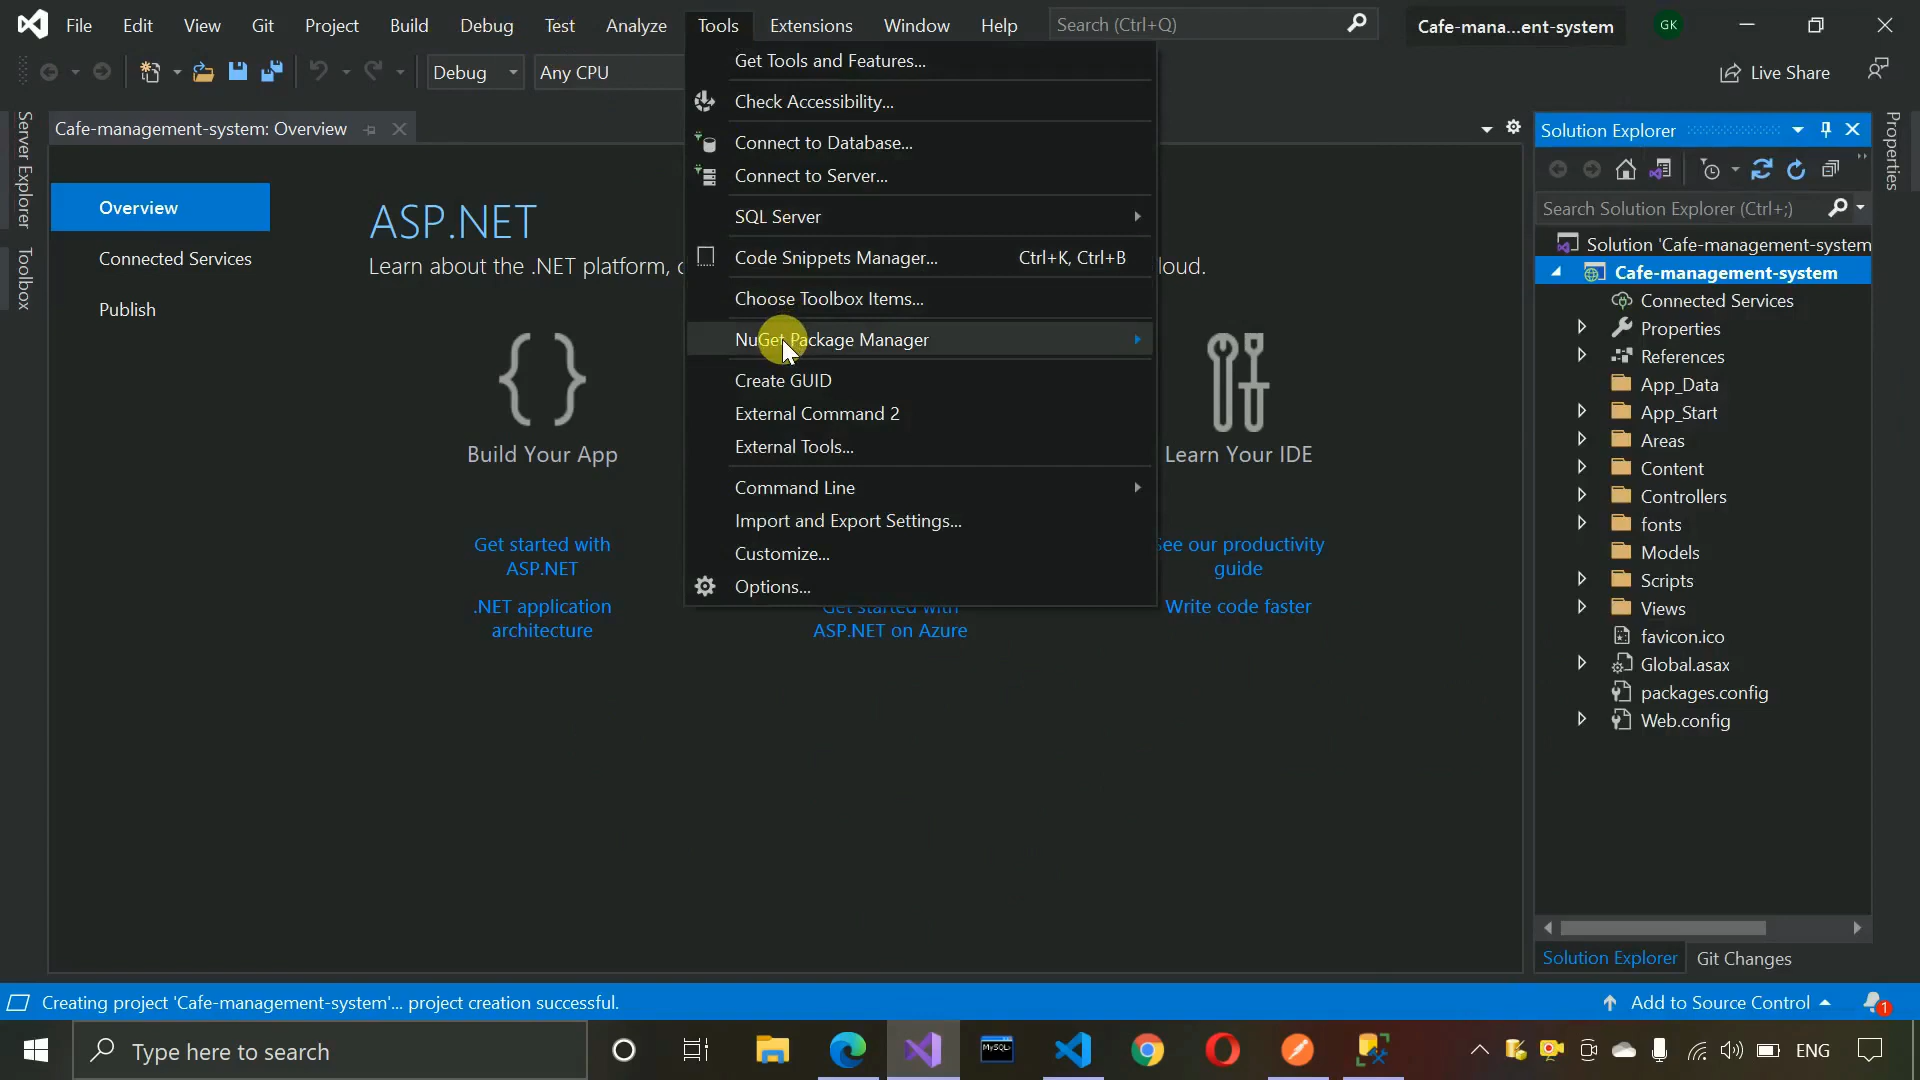 File Edit View Git Project Build Debug Test Analyze Tools Extensions Window Help Search (Ctrl+Q) Cafe-mana...ent-system GK
Debug Any CPU Live Share
Server Explorer
Toolbox
Cafe-management-system: Overview
Overview
Connected Services
Publish
ASP.NET
Learn about the .NET platform, loud.
Build Your App
Get started with
ASP.NET
.NET application
architecture
Get started with
ASP.NET on Azure
Learn Your IDE
See our productivity
guide
Write code faster
Get Tools and Features...
Check Accessibility...
Connect to Database...
Connect to Server...
SQL Server
Code Snippets Manager... Ctrl+K, Ctrl+B
Choose Toolbox Items...
NuGet Package Manager
Create GUID
External Command 2
External Tools...
Command Line
Import and Export Settings...
Customize...
Options...
Solution Explorer
Search Solution Explorer (Ctrl+;)
Solution 'Cafe-management-system
Cafe-management-system
Connected Services
Properties
References
App_Data
App_Start
Areas
Content
Controllers
fonts
Models
Scripts
Views
favicon.ico
Global.asax
packages.config
Web.config
Solution Explorer Git Changes
Properties
Creating project 'Cafe-management-system'... project creation successful. Add to Source Control 1
Type here to search MySQL ENG